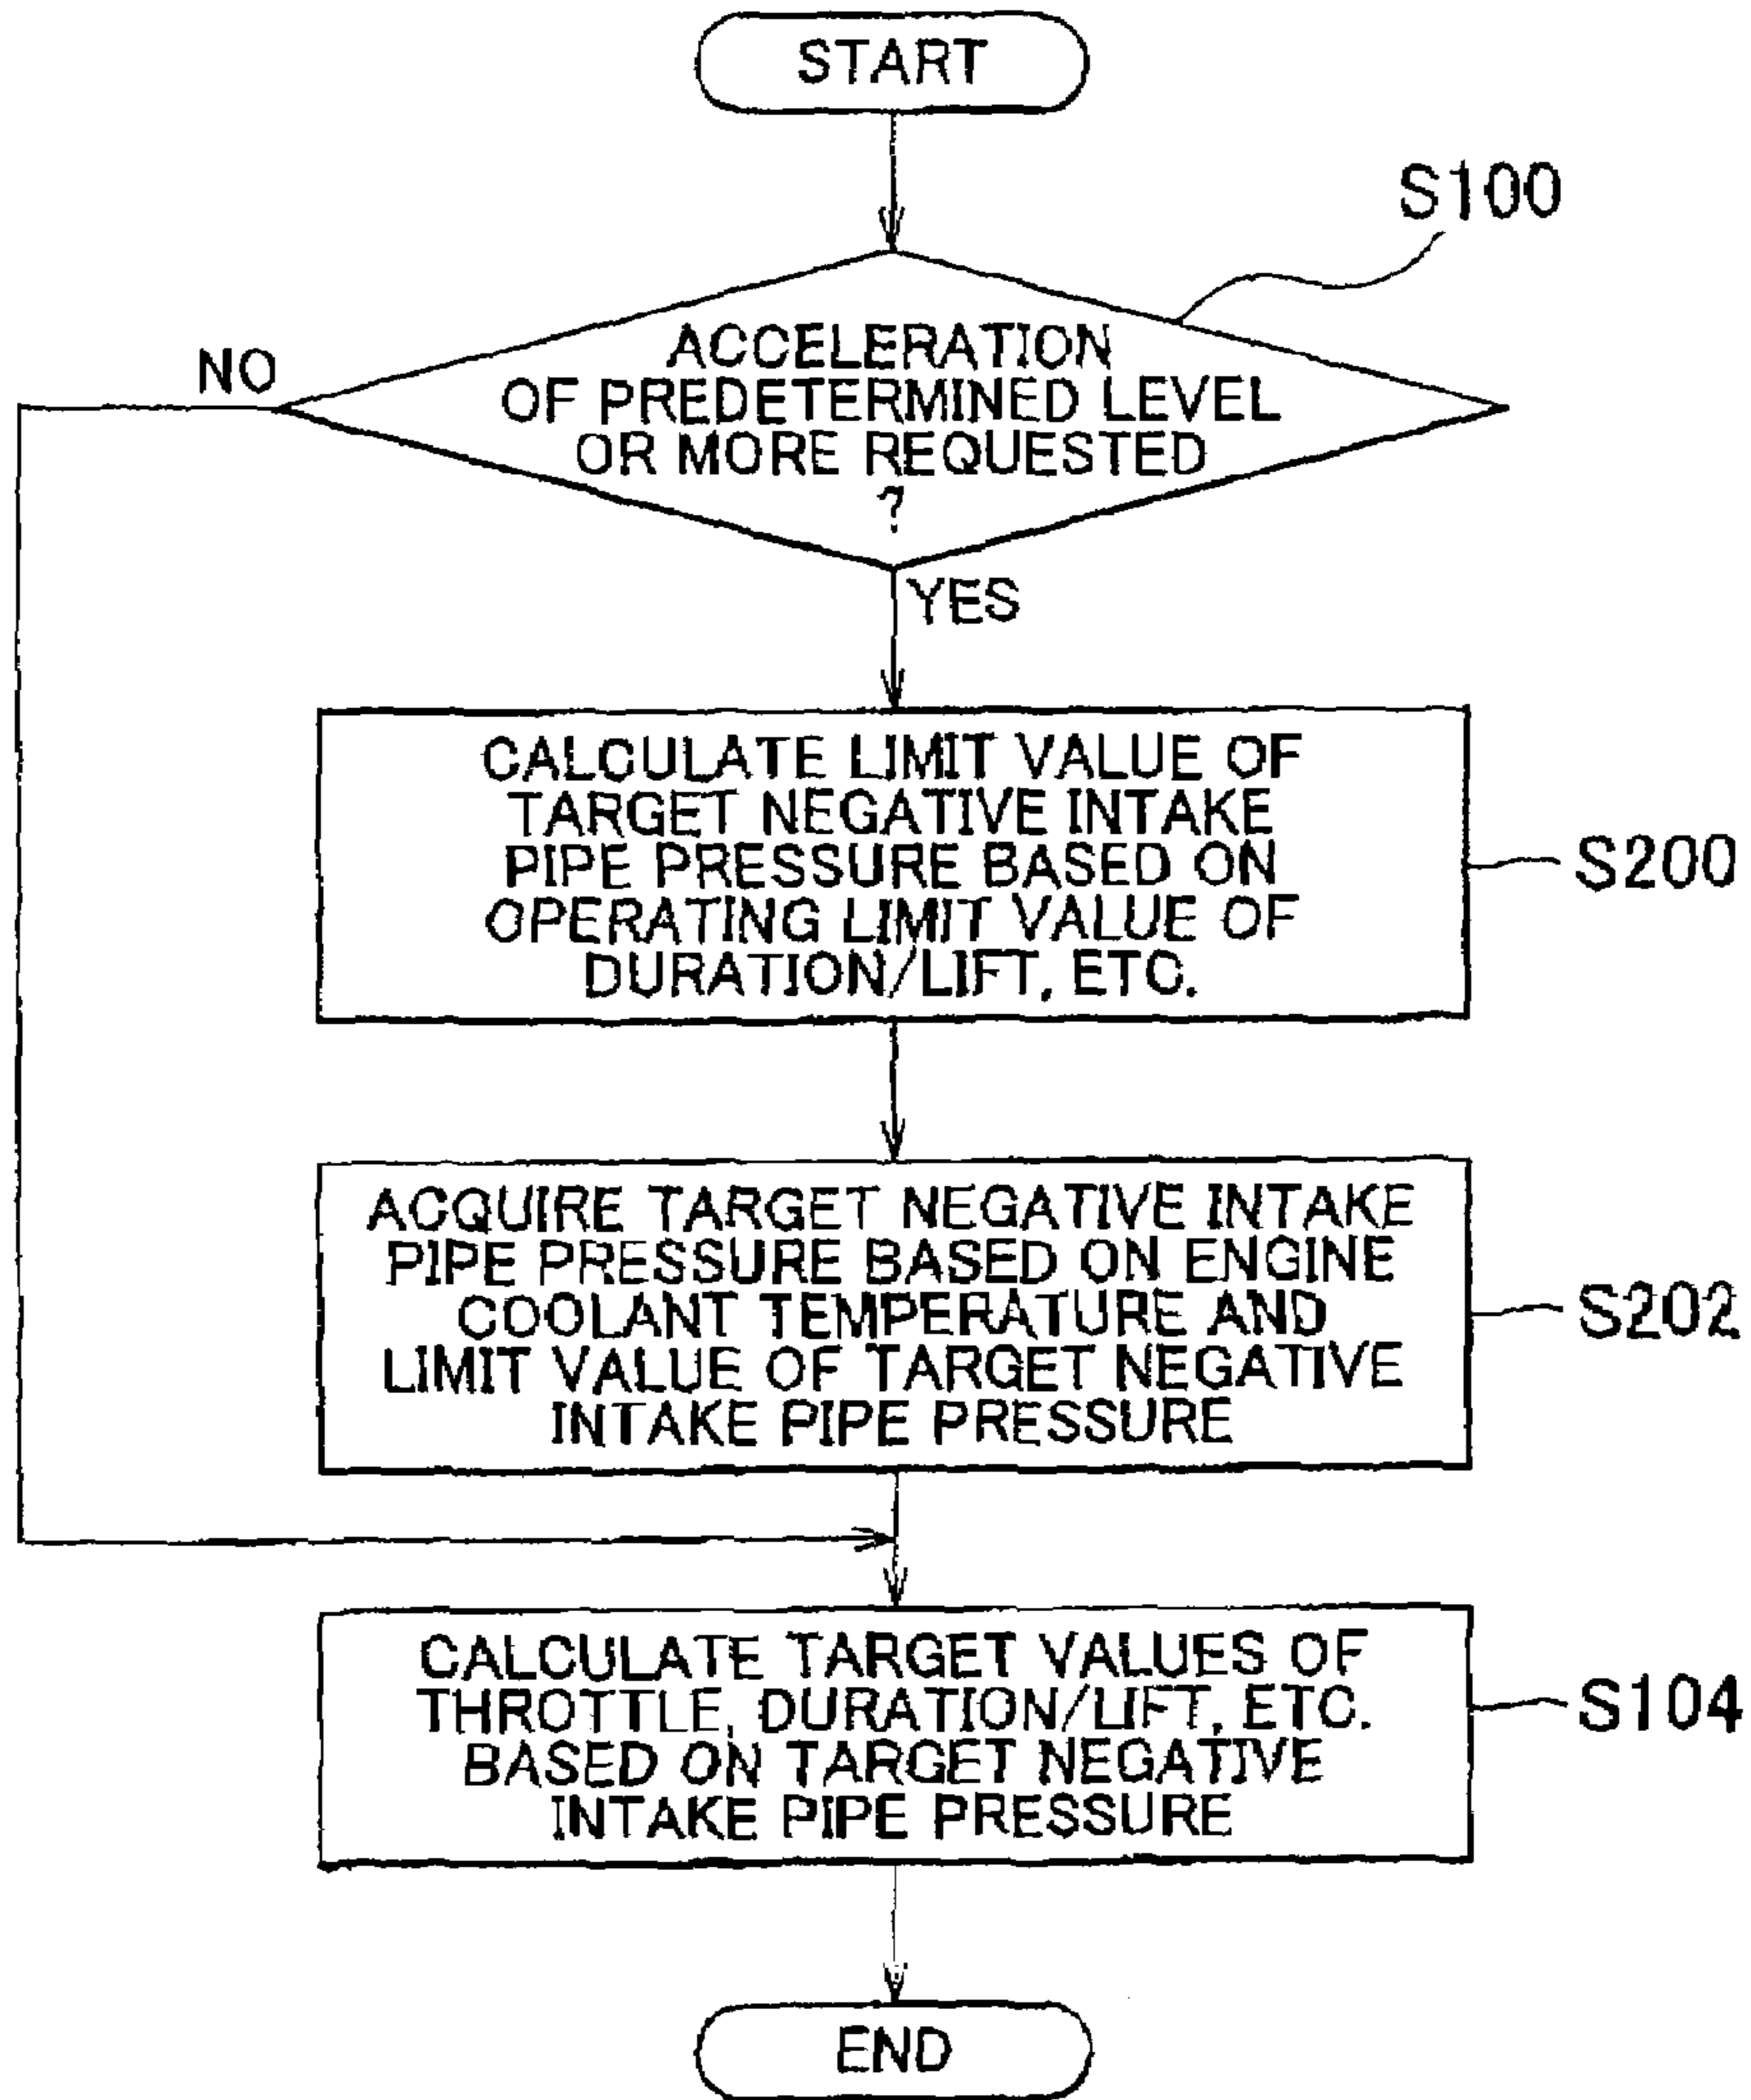 START
S100
ACCELERATION
OF PREDETERMINED LEVEL
OR MORE REQUESTED
?
NO
YES
CALCULATE LIMIT VALUE OF
TARGET NEGATIVE INTAKE
PIPE PRESSURE BASED ON
OPERATING LIMIT VALUE OF
DURATION/LIFT, ETC.
S200
ACQUIRE TARGET NEGATIVE INTAKE
PIPE PRESSURE BASED ON ENGINE
COOLANT TEMPERATURE AND
LIMIT VALUE OF TARGET NEGATIVE
INTAKE PIPE PRESSURE
S202
CALCULATE TARGET VALUES OF
THROTTLE, DURATION/LIFT, ETC.
BASED ON TARGET NEGATIVE
INTAKE PIPE PRESSURE
S104
END